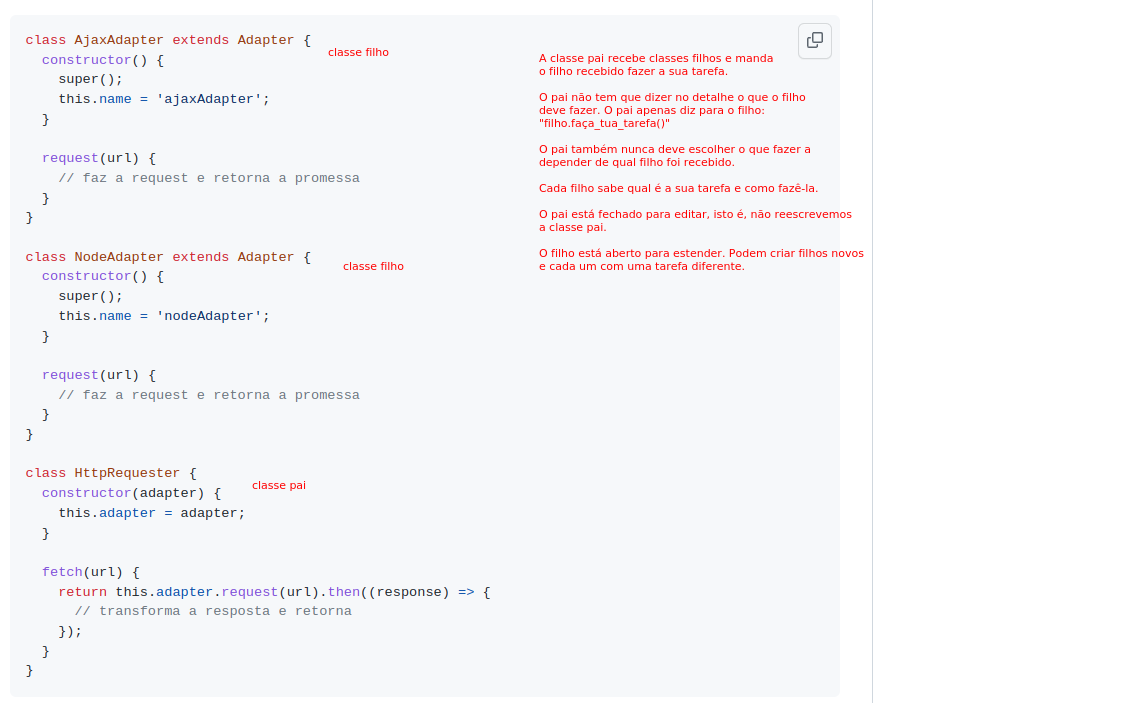 class AjaxAdapter extends Adapter {
classe filho
  constructor() {
    super();
    this.name = 'ajaxAdapter';
  }

  request(url) {
    // faz a request e retorna a promessa
  }
}

class NodeAdapter extends Adapter {
classe filho
  constructor() {
    super();
    this.name = 'nodeAdapter';
  }

  request(url) {
    // faz a request e retorna a promessa
  }
}

class HttpRequester {
classe pai
  constructor(adapter) {
    this.adapter = adapter;
  }

  fetch(url) {
    return this.adapter.request(url).then((response) => {
      // transforma a resposta e retorna
    });
  }
}

A classe pai recebe classes filhos e manda
o filho recebido fazer a sua tarefa.

O pai não tem que dizer no detalhe o que o filho
deve fazer. O pai apenas diz para o filho:
"filho.faça_tua_tarefa()"

O pai também nunca deve escolher o que fazer a
depender de qual filho foi recebido.

Cada filho sabe qual é a sua tarefa e como fazê-la.

O pai está fechado para editar, isto é, não reescrevemos
a classe pai.

O filho está aberto para estender. Podem criar filhos novos
e cada um com uma tarefa diferente.